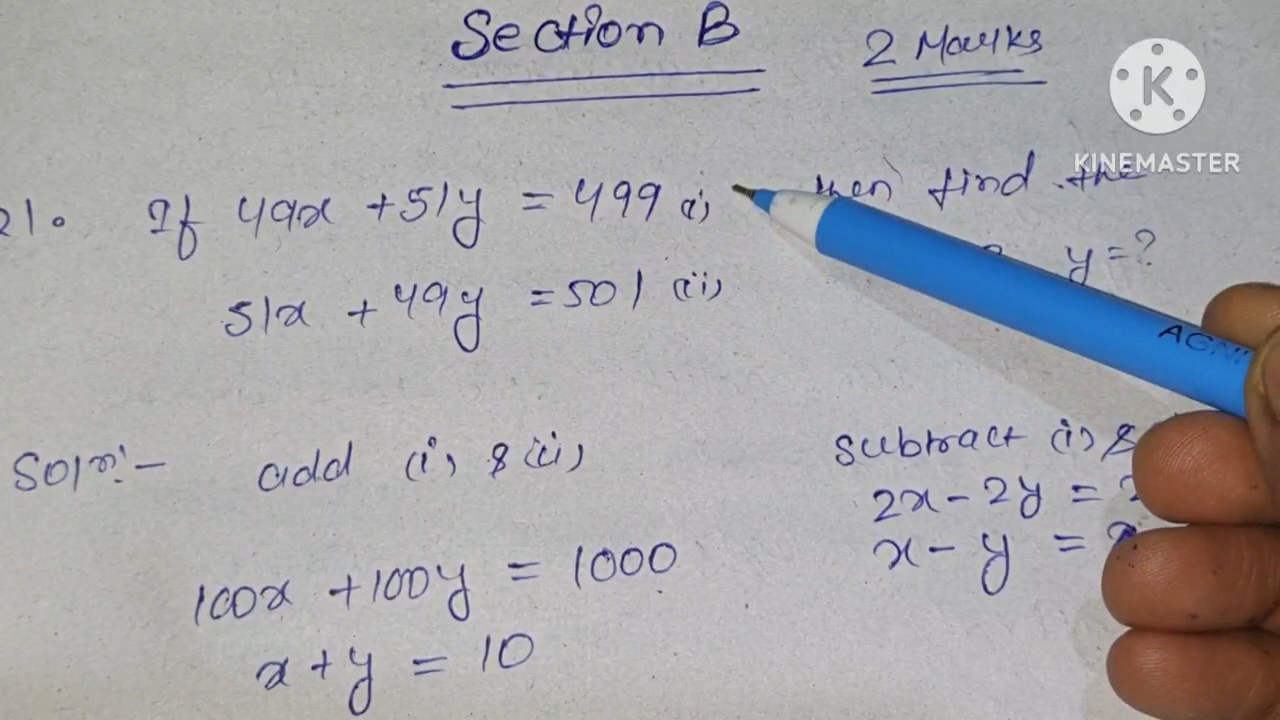 Section B
2 Marks
K
KINEMASTER
21. If 49x + 51y = 499 (i) then find the
y = ?
51x + 49y = 501 (ii)
AGNI
Soln:- add (i) & (ii)
100x + 100y = 1000
x + y = 10
Subtract (i) &
2x - 2y =
x - y =